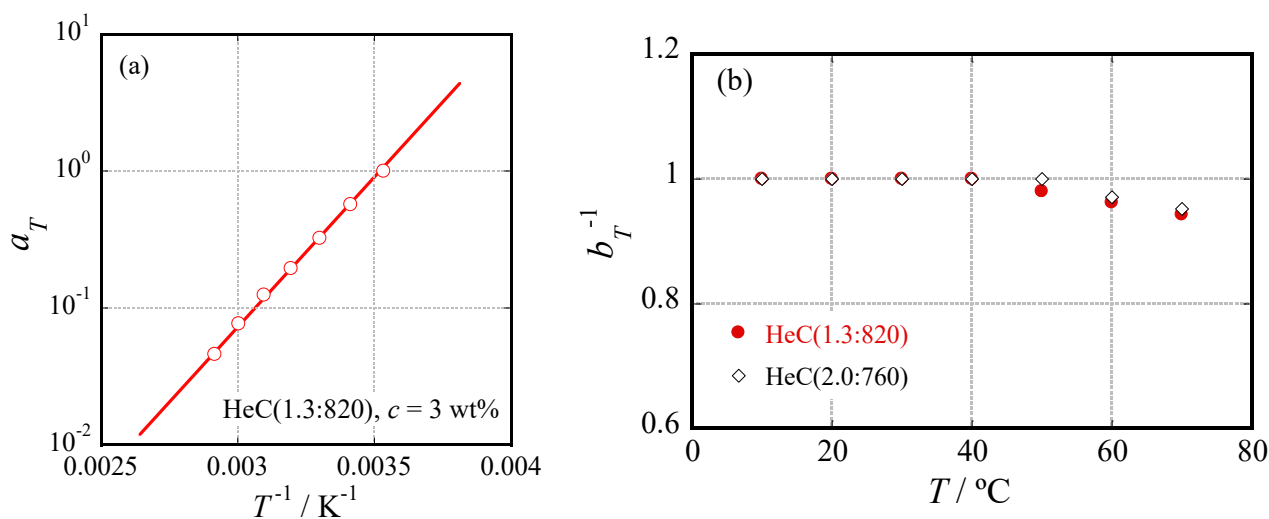 (a)
10^1
10^0
10^-1
10^-2
a_T
HeC(1.3:820), c = 3 wt%
0.0025 0.003 0.0035 0.004
T^-1 / K^-1
(b)
1.2
1
0.8
0.6
b_T^-1
HeC(1.3:820)
HeC(2.0:760)
0 20 40 60 80
T / ºC